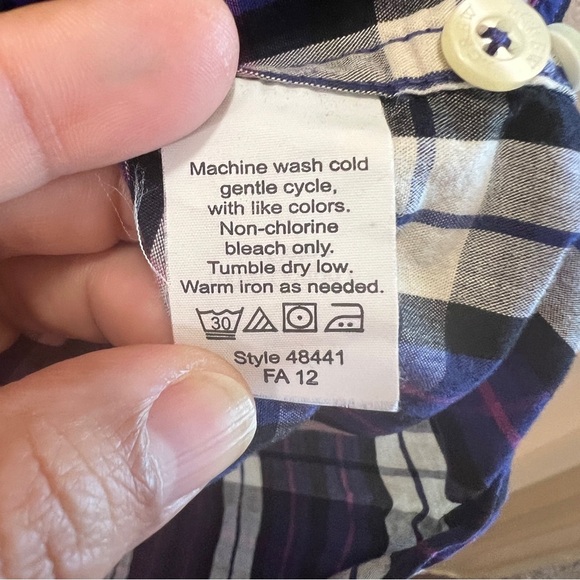 Machine wash cold
gentle cycle,
with like colors.
Non-chlorine
bleach only.
Tumble dry low.
Warm iron as needed.
30
Style 48441
FA 12